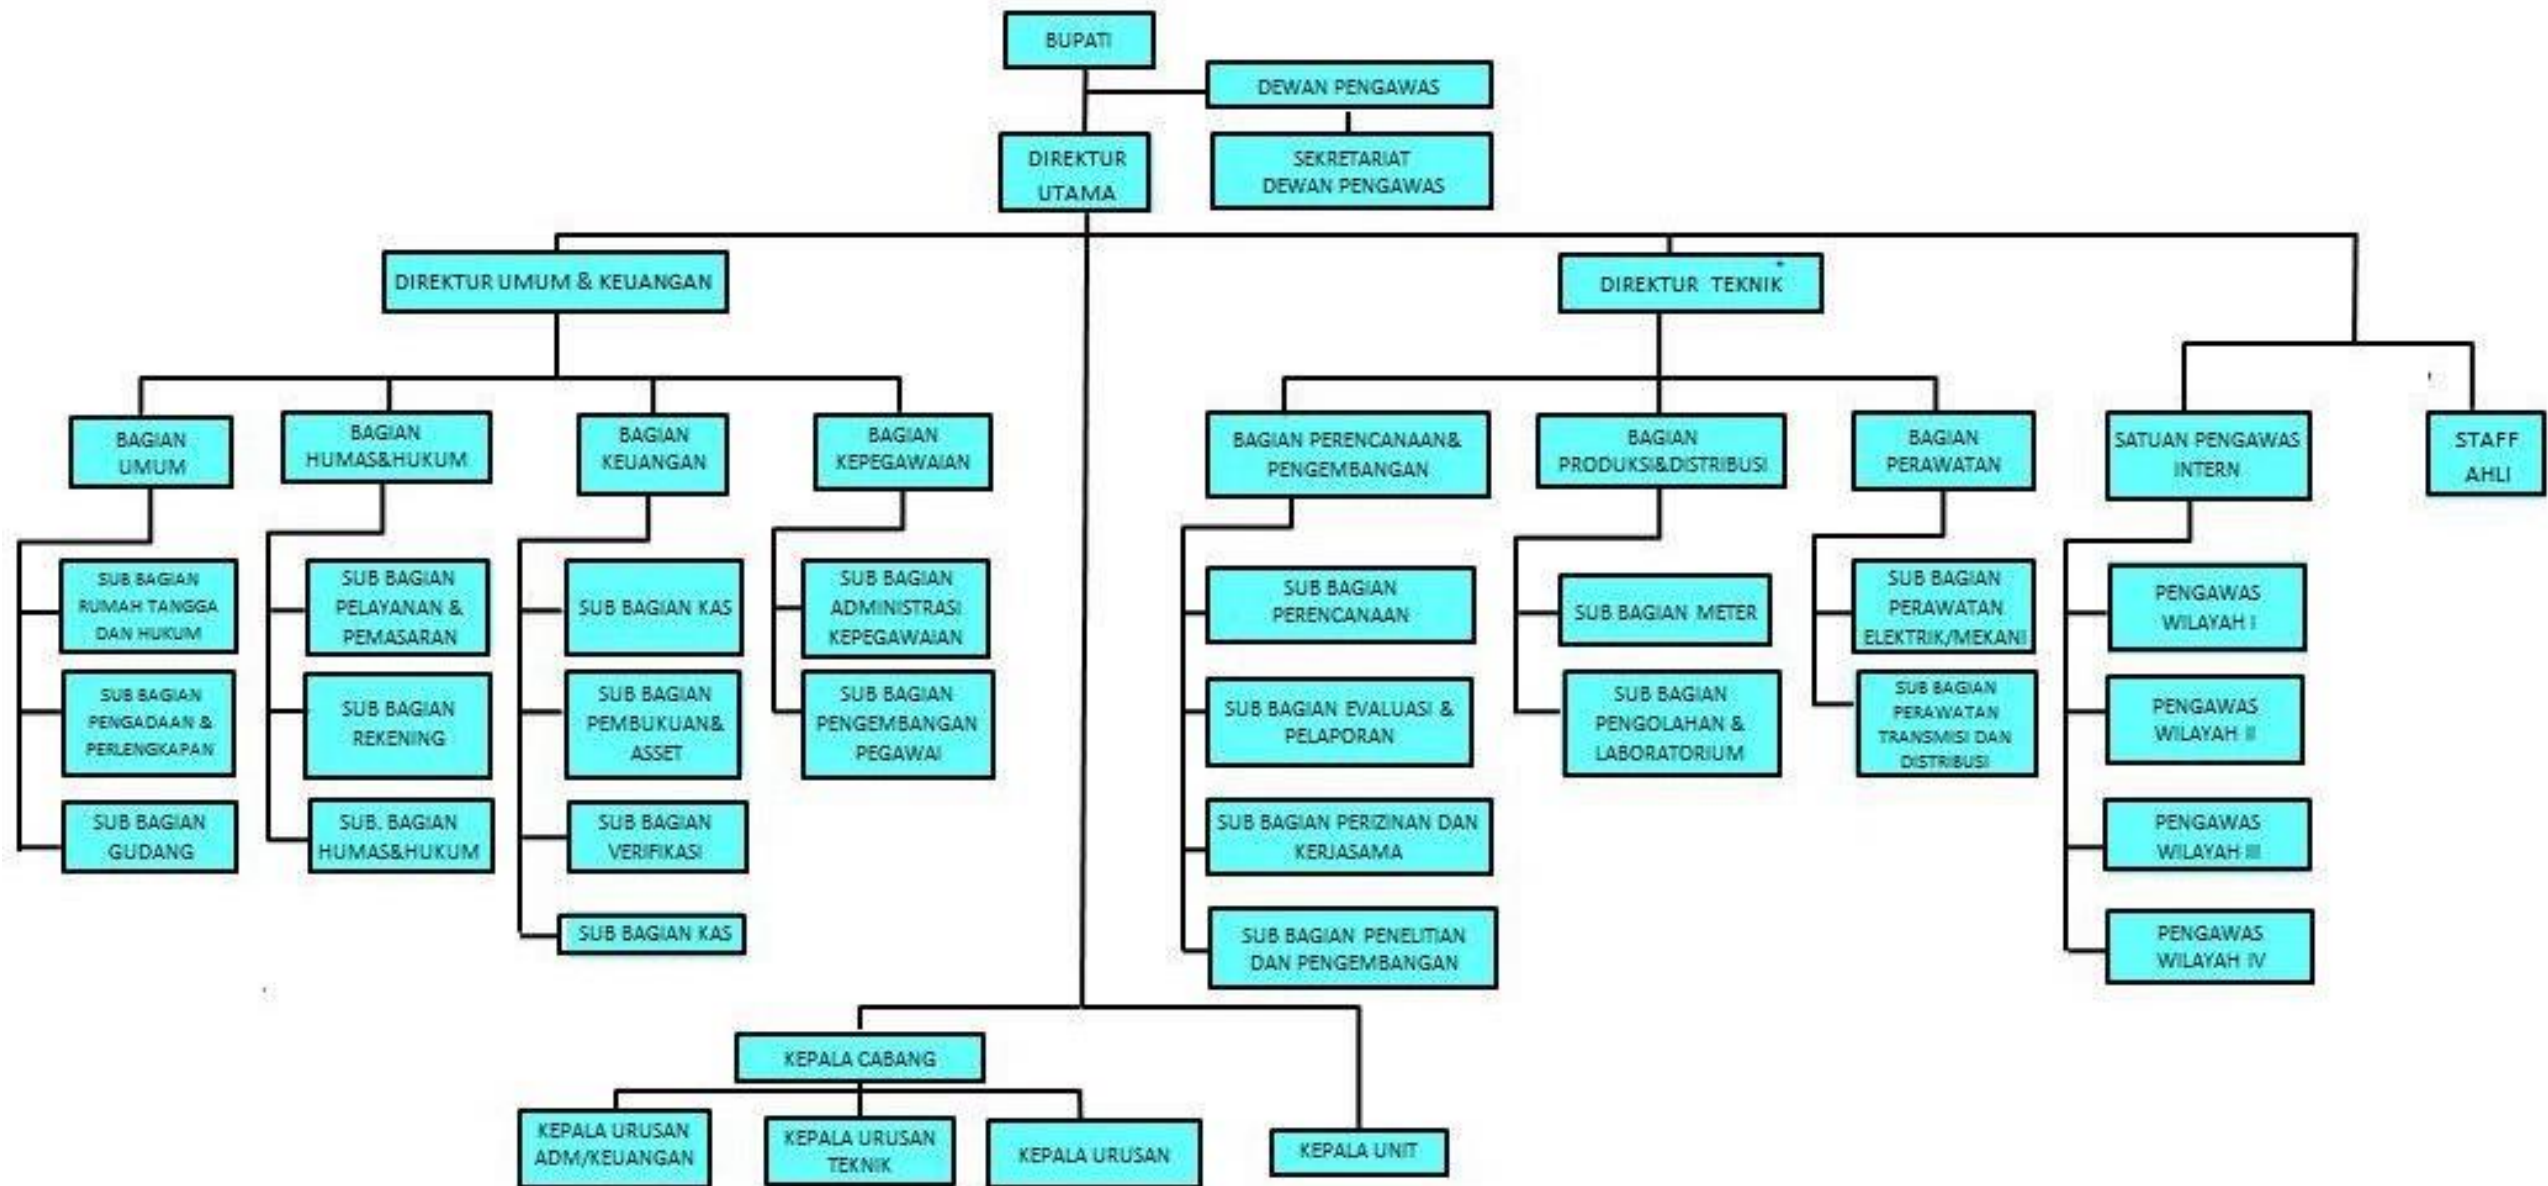 BUPATI
DEWAN PENGAWAS
DIREKTUR
UTAMA
SEKRETARIAT
DEWAN PENGAWAS
DIREKTUR UMUM & KEUANGAN
DIREKTUR TEKNIK
BAGIAN
UMUM
BAGIAN
HUMAS&HUKUM
BAGIAN
KEUANGAN
BAGIAN
KEPEGAWAIAN
BAGIAN PERENCANAAN&
PENGEMBANGAN
BAGIAN
PRODUKSI&DISTRIBUSI
BAGIAN
PERAWATAN
SATUAN PENGAWAS
INTERN
STAFF
AHLI
SUB BAGIAN
RUMAH TANGGA
DAN HUKUM
SUB BAGIAN
PENGADAAN &
PERLENGKAPAN
SUB BAGIAN
GUDANG
SUB BAGIAN
PELAYANAN &
PEMASARAN
SUB BAGIAN
REKENING
SUB. BAGIAN
HUMAS&HUKUM
SUB BAGIAN KAS
SUB BAGIAN
PEMBUKUAN&
ASSET
SUB BAGIAN
VERIFIKASI
SUB BAGIAN KAS
SUB BAGIAN
ADMINISTRASI
KEPEGAWAIAN
SUB BAGIAN
PENGEMBANGAN
PEGAWAI
SUB BAGIAN
PERENCANAAN
SUB BAGIAN EVALUASI &
PELAPORAN
SUB BAGIAN PERIZINAN DAN
KERJASAMA
SUB BAGIAN PENELITIAN
DAN PENGEMBANGAN
SUB BAGIAN METER
SUB BAGIAN
PENGOLAHAN &
LABORATORIUM
SUB BAGIAN
PERAWATAN
ELEKTRIK/MEKANI
SUB BAGIAN
PERAWATAN
TRANSMISI DAN
DISTRIBUSI
PENGAWAS
WILAYAH I
PENGAWAS
WILAYAH II
PENGAWAS
WILAYAH III
PENGAWAS
WILAYAH IV
KEPALA CABANG
KEPALA URUSAN
ADM/KEUANGAN
KEPALA URUSAN
TEKNIK
KEPALA URUSAN
KEPALA UNIT